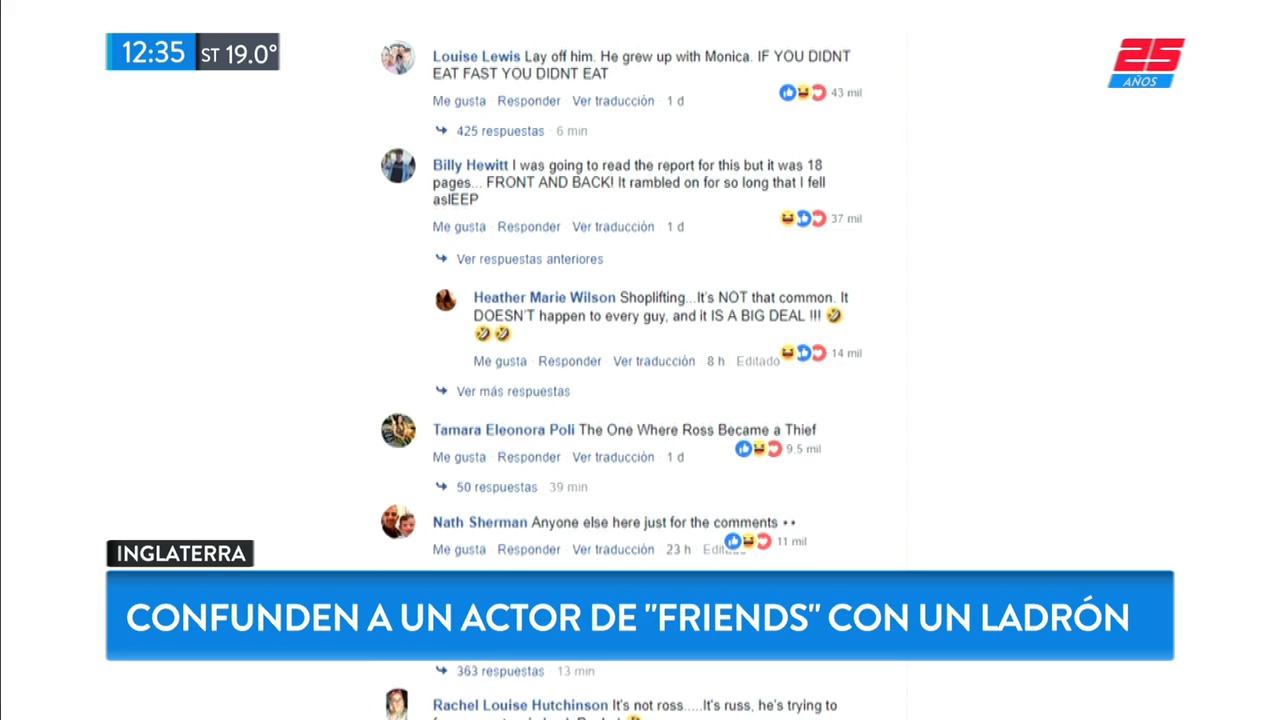 12:35 ST 19.0°
25
AÑOS
Louise Lewis Lay off him. He grew up with Monica. IF YOU DIDNT
EAT FAST YOU DIDNT EAT
Me gusta · Responder · Ver traducción · 1 d
43 mil
425 respuestas · 6 min
Billy Hewitt I was going to read the report for this but it was 18
pages... FRONT AND BACK! It rambled on for so long that I fell
aslEEP
Me gusta · Responder · Ver traducción · 1 d
37 mil
Ver respuestas anteriores
Heather Marie Wilson Shoplifting...It's NOT that common. It
DOESN'T happen to every guy, and it IS A BIG DEAL !!! 🤣
🤣🤣
Me gusta · Responder · Ver traducción · 8 h · Editado
14 mil
Ver más respuestas
Tamara Eleonora Poli The One Where Ross Became a Thief
Me gusta · Responder · Ver traducción · 1 d
9.5 mil
50 respuestas · 39 min
Nath Sherman Anyone else here just for the comments 👀
Me gusta · Responder · Ver traducción · 23 h
11 mil
INGLATERRA
CONFUNDEN A UN ACTOR DE "FRIENDS" CON UN LADRÓN
363 respuestas · 13 min
Rachel Louise Hutchinson It's not ross.....It's russ, he's trying to